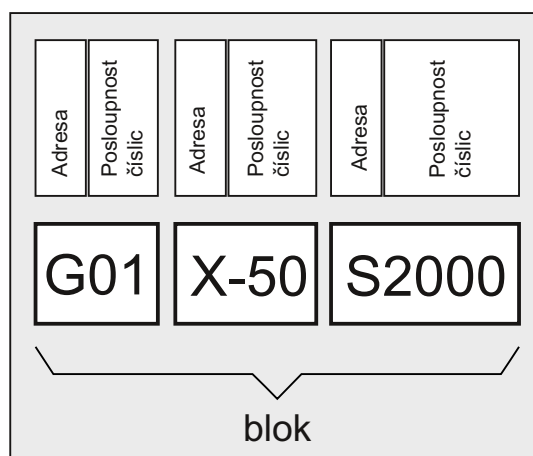 Adresa
Posloupnost
číslic
Adresa
Posloupnost
číslic
Adresa
Posloupnost
číslic
G01
X-50
S2000
blok